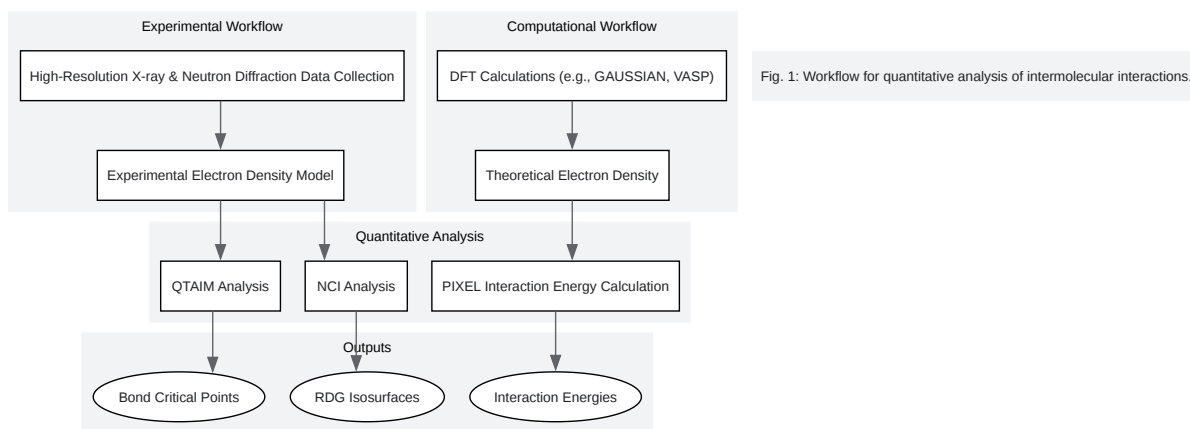 Experimental Workflow
Computational Workflow
High-Resolution X-ray & Neutron Diffraction Data Collection
DFT Calculations (e.g., GAUSSIAN, VASP)
Fig. 1: Workflow for quantitative analysis of intermolecular interactions.
Experimental Electron Density Model
Theoretical Electron Density
Quantitative Analysis
QTAIM Analysis
NCI Analysis
PIXEL Interaction Energy Calculation
Outputs
Bond Critical Points
RDG Isosurfaces
Interaction Energies